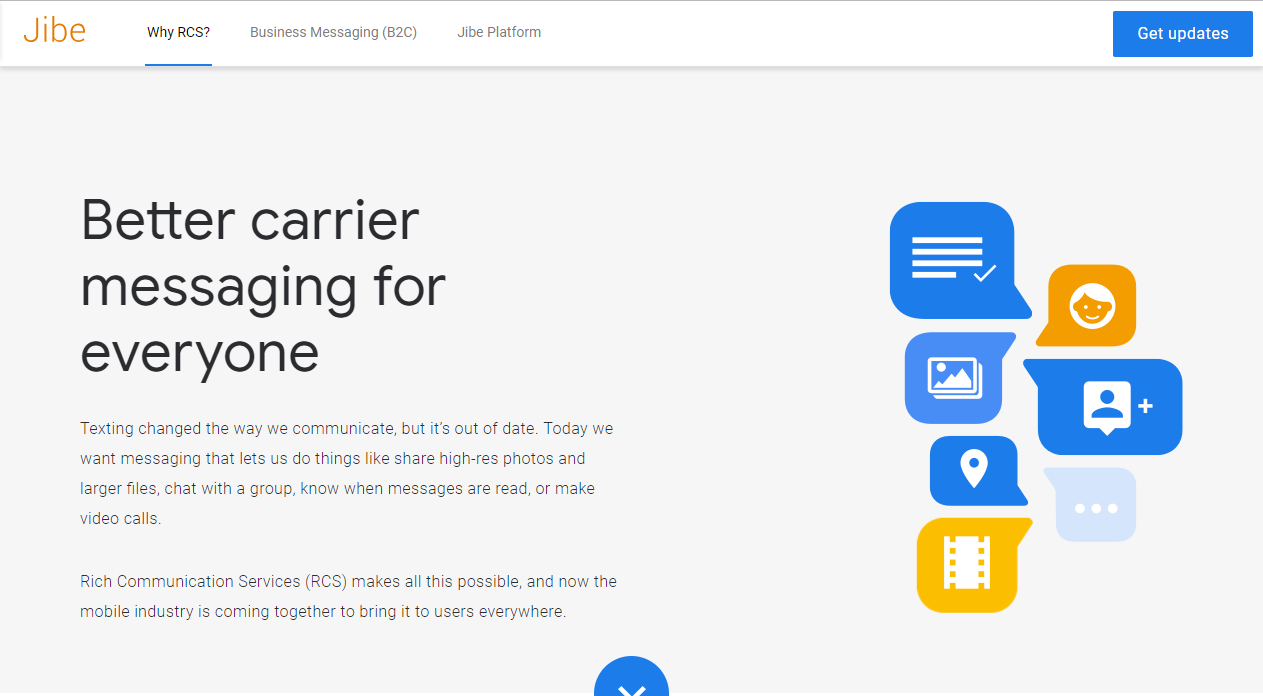 Jibe
Why RCS?
Business Messaging (B2C)
Jibe Platform
Get updates
Better carrier
messaging for
everyone
Texting changed the way we communicate, but it’s out of date. Today we
want messaging that lets us do things like share high-res photos and
larger files, chat with a group, know when messages are read, or make
video calls.
Rich Communication Services (RCS) makes all this possible, and now the
mobile industry is coming together to bring it to users everywhere.